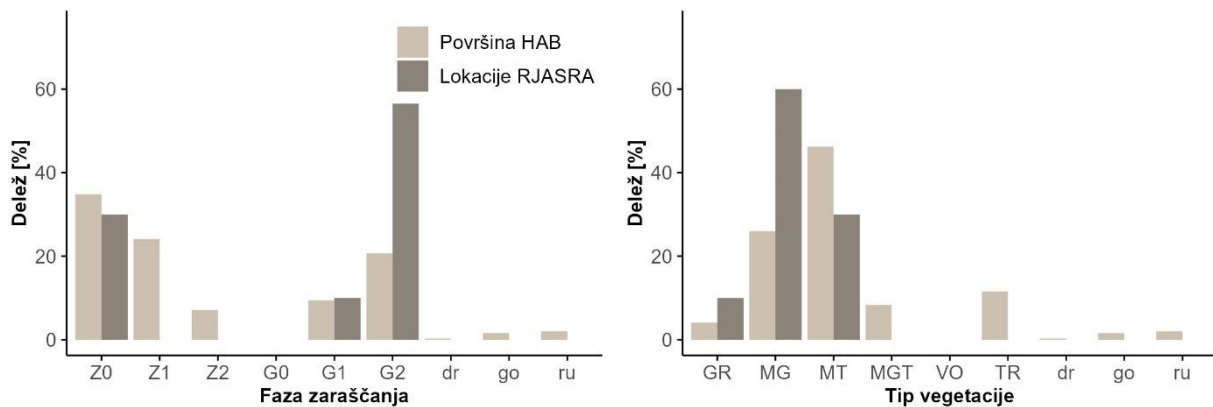 Delež [%]
60
40
20
0
Površina HAB
Lokacije RJASRA
Z0 Z1 Z2 G0 G1 G2 dr go ru
Faza zaraščanja
Delež [%]
60
40
20
0
GR MG MT MGT VO TR dr go ru
Tip vegetacije